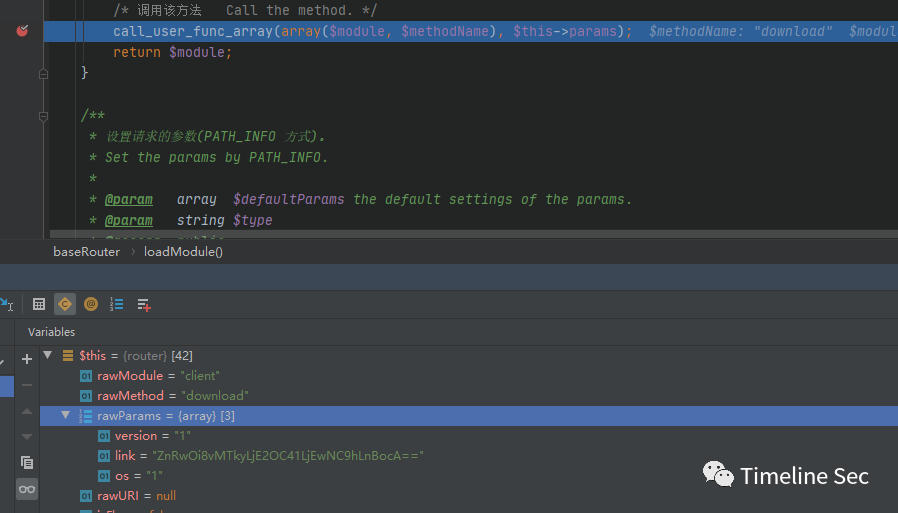 /* 调用该方法   Call the method. */
call_user_func_array(array($module, $methodName), $this->params);  $methodName: "download"  $modul
return $module;
}
/**
 * 设置请求的参数(PATH_INFO 方式).
 * Set the params by PATH_INFO.
 *
 * @param   array  $defaultParams the default settings of the params.
 * @param   string $type
baseRouter > loadModule()
Variables
$this = {router} [42]
rawModule = "client"
rawMethod = "download"
rawParams = {array} [3]
version = "1"
link = "ZnRwOi8vMTkyLjE2OC41LjEwNC9hLnBocA=="
os = "1"
rawURI = null
Timeline Sec